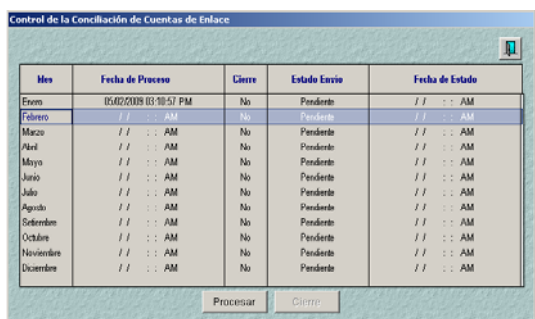 Control de la Conciliación de Cuentas de Enlace
Mes Fecha de Proceso Cierre Estado Envio Fecha de Estado
Enero 05/02/2009 03:10:57 PM No Pendiente / / : : AM
Febrero / / : : AM No Pendiente / / : : AM
Marzo / / : : AM No Pendiente / / : : AM
Abril / / : : AM No Pendiente / / : : AM
Mayo / / : : AM No Pendiente / / : : AM
Junio / / : : AM No Pendiente / / : : AM
Julio / / : : AM No Pendiente / / : : AM
Agosto / / : : AM No Pendiente / / : : AM
Setiembre / / : : AM No Pendiente / / : : AM
Octubre / / : : AM No Pendiente / / : : AM
Noviembre / / : : AM No Pendiente / / : : AM
Diciembre / / : : AM No Pendiente / / : : AM
Procesar Cierre